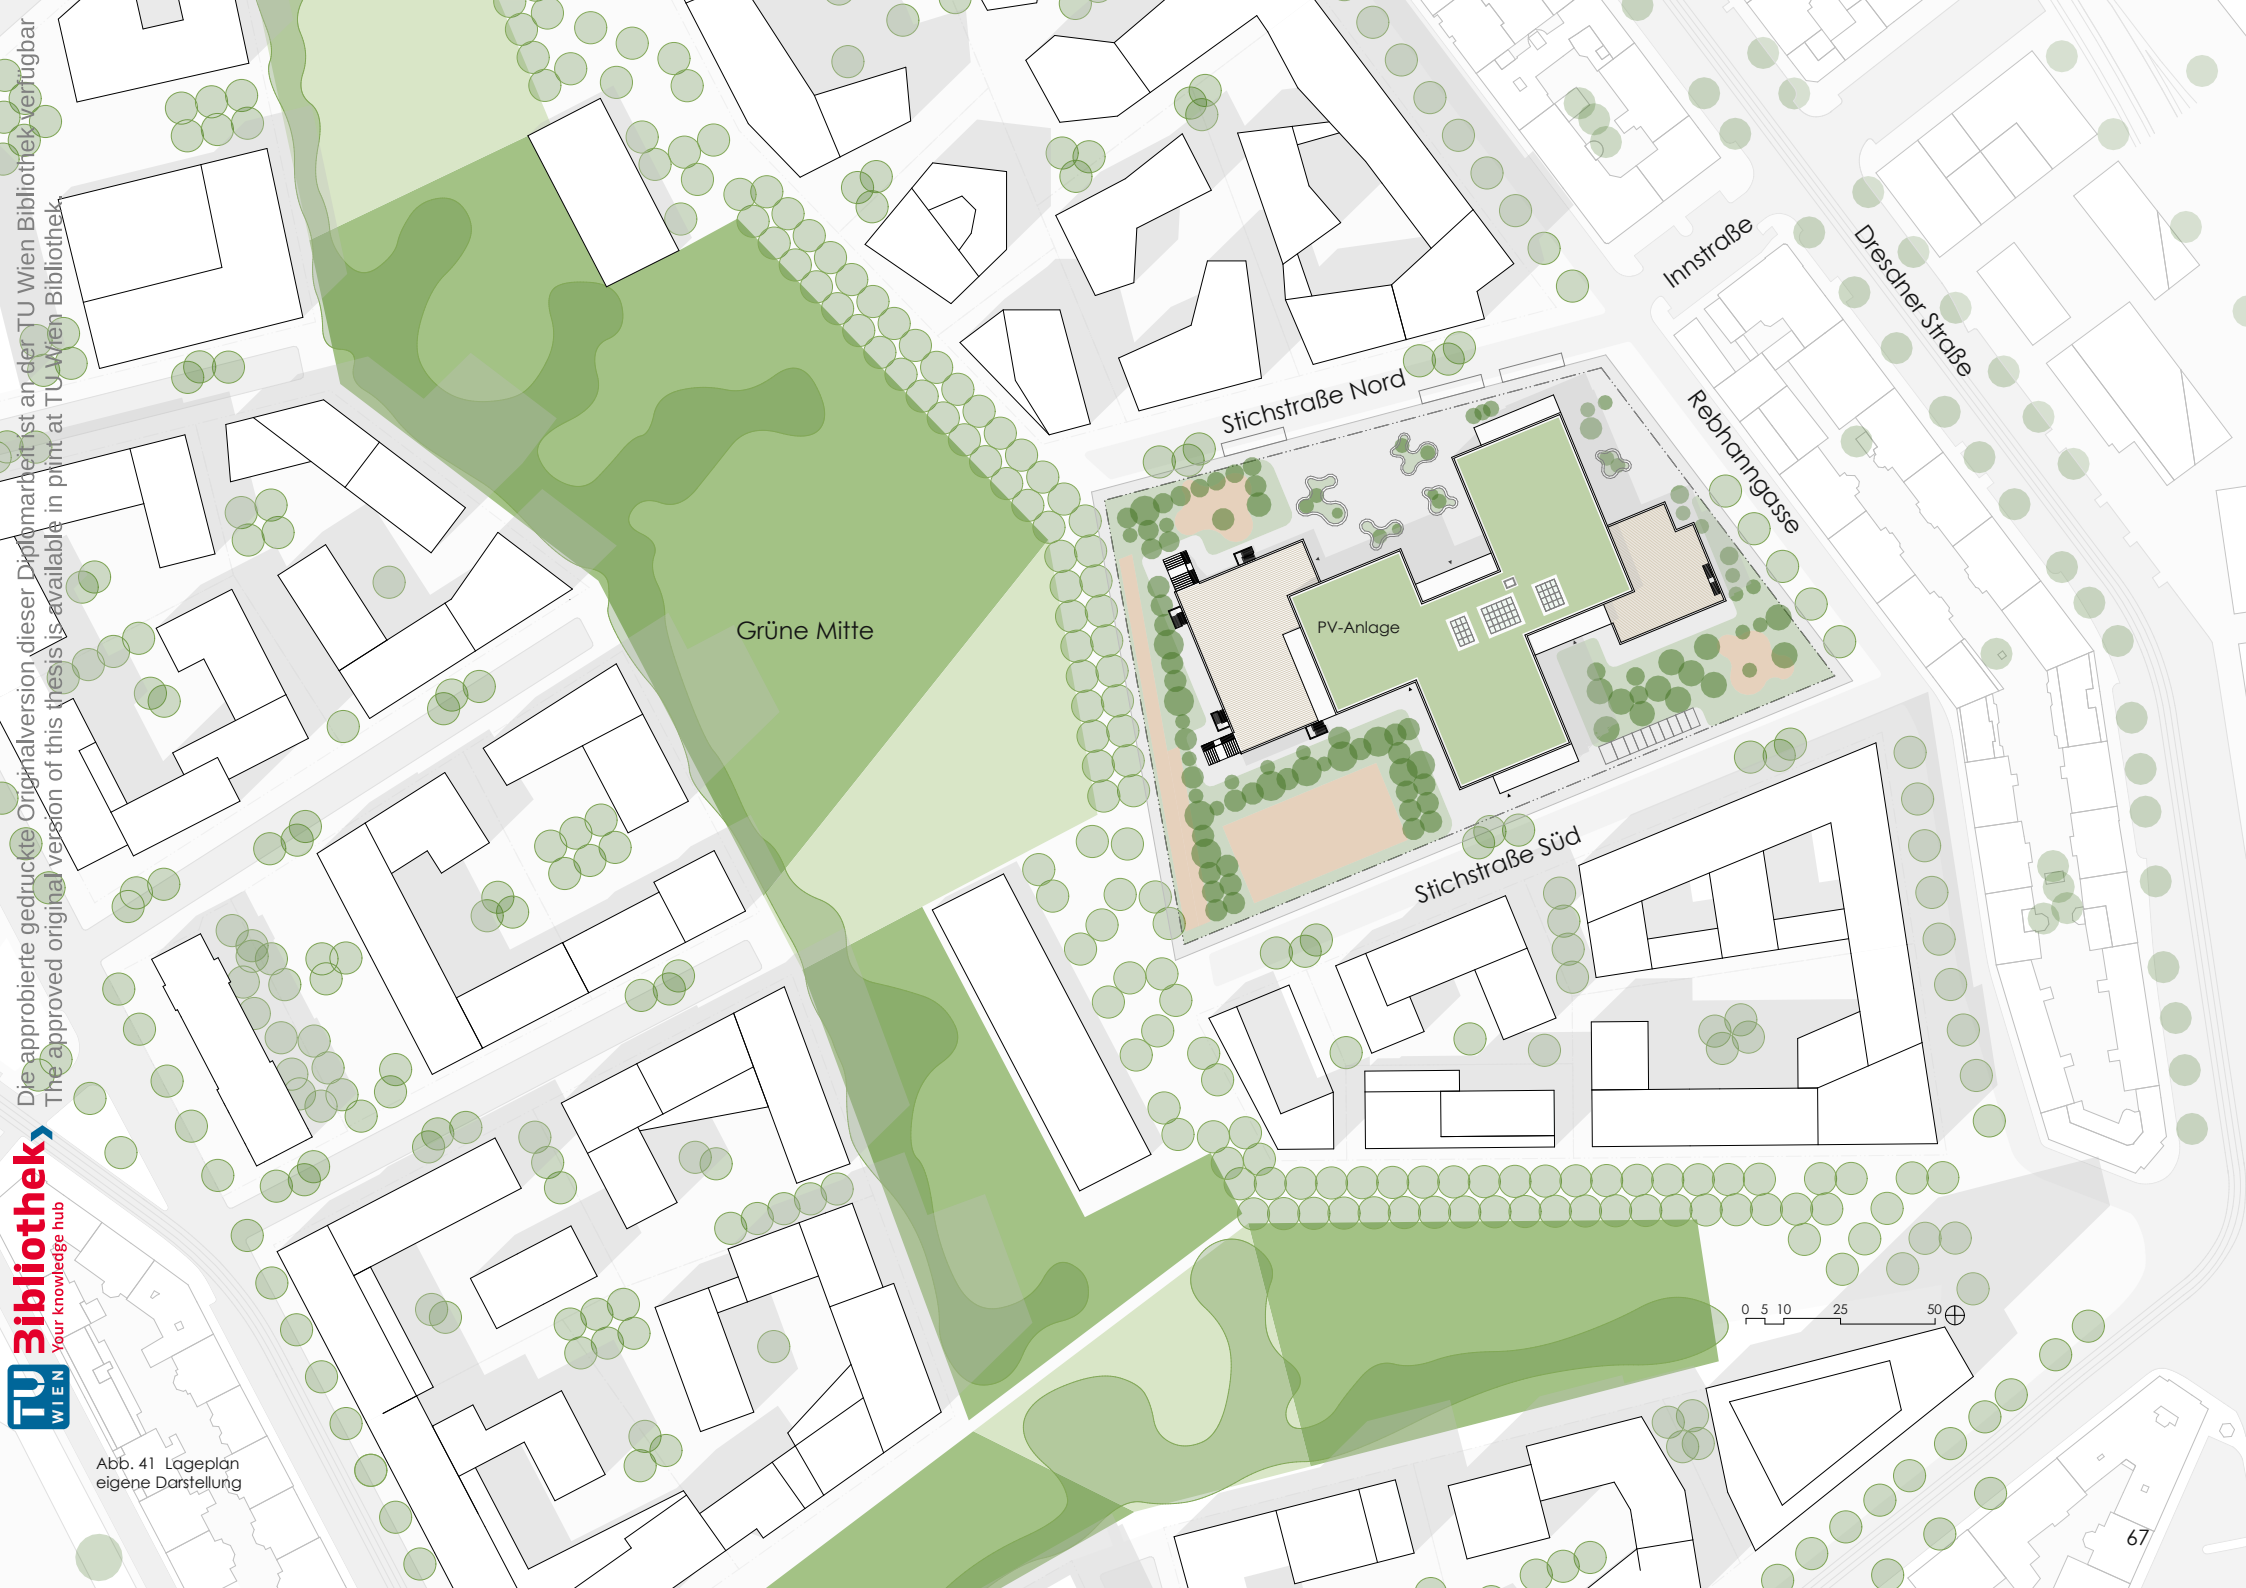 Die approbierte gedruckte Originalversion dieser Diplomarbeit ist an der TU Wien Bibliothek verfügbar
The approved original version of this thesis is available in print at TU Wien Bibliothek.
Bibliothek
Your knowledge hub
TU
WIEN
Innstraße
Dresdner Straße
Stichstraße Nord
Rebhanngasse
Grüne Mitte
PV-Anlage
Stichstraße Süd
0 5 10 25 50
Abb. 41 Lageplan
eigene Darstellung
67